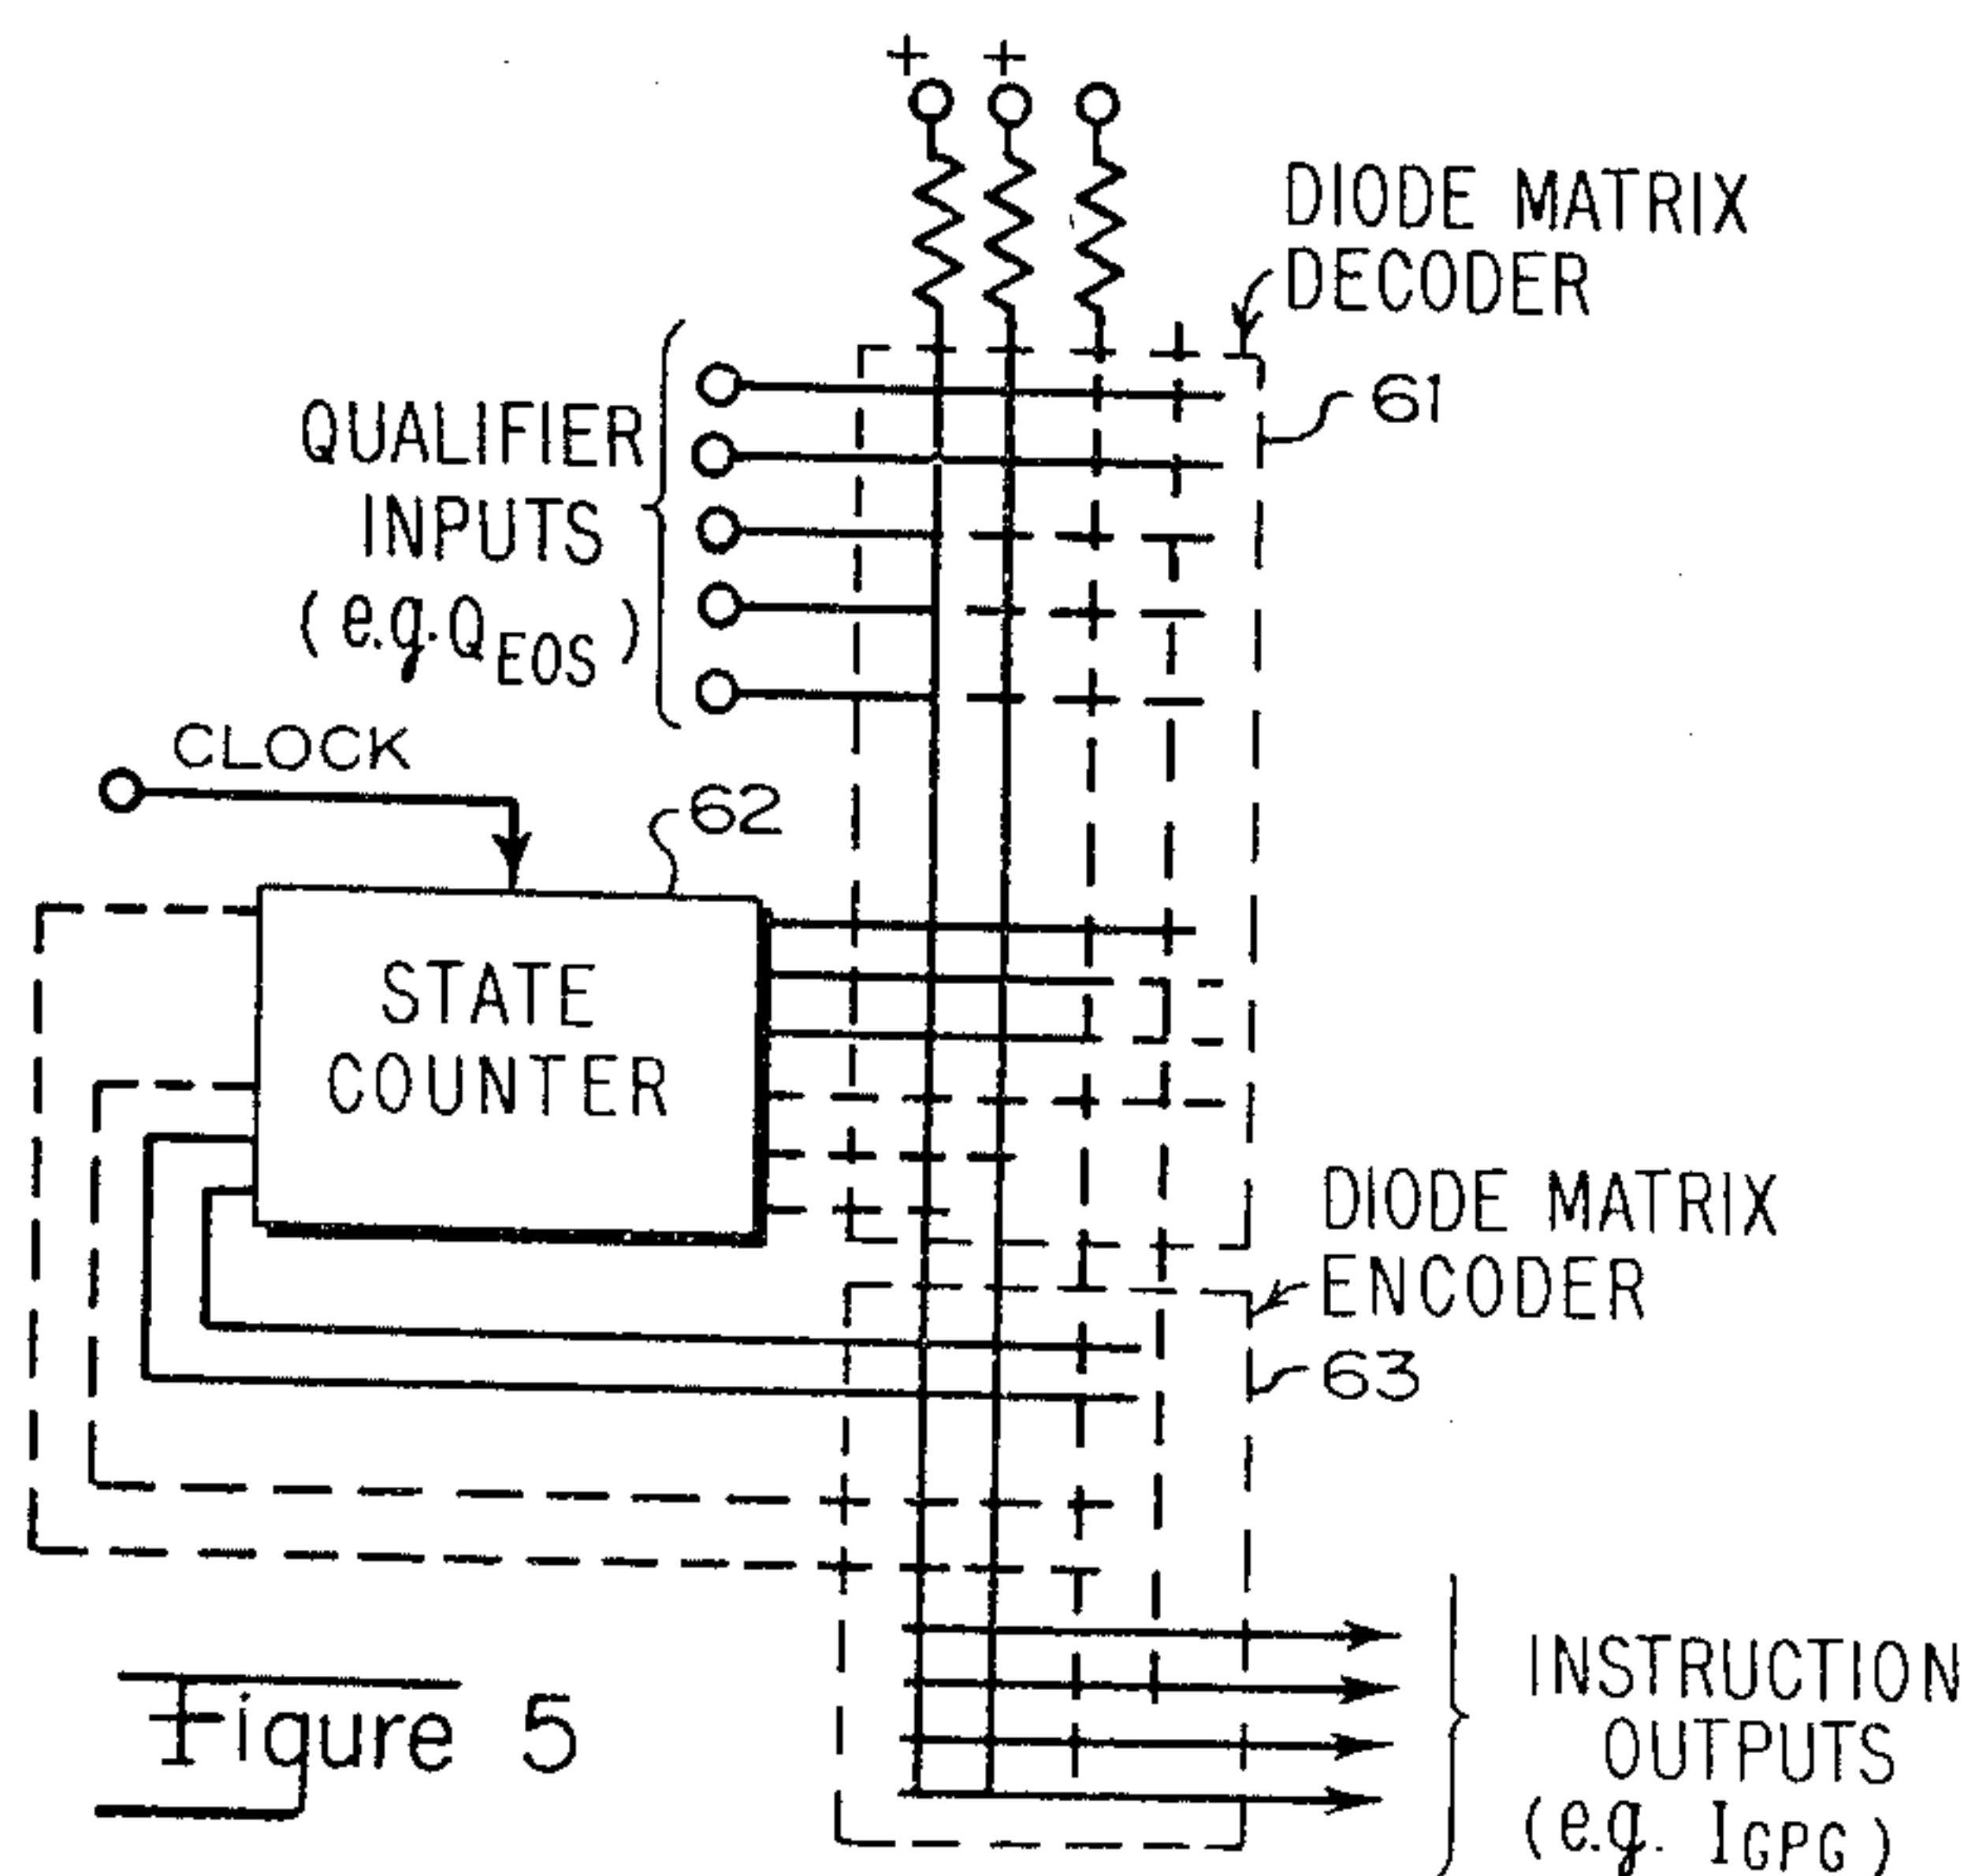 + +
DIODE MATRIX
DECODER
61
QUALIFIER
INPUTS
(e.g. QEOS)
CLOCK
62
STATE
COUNTER
DIODE MATRIX
ENCODER
63
INSTRUCTION
OUTPUTS
(e.g. IGPG)
Figure 5